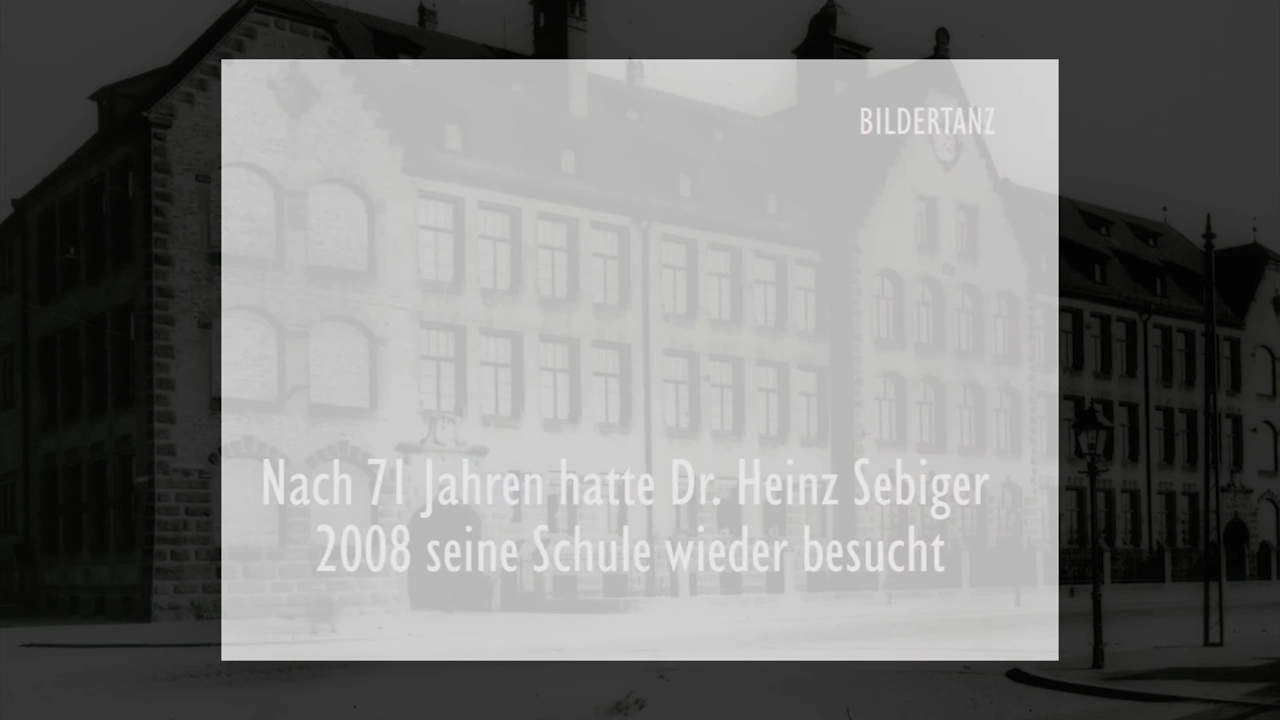 BILDERTANZ
Nach 71 Jahren hatte Dr. Heinz Sebiger
2008 seine Schule wieder besucht